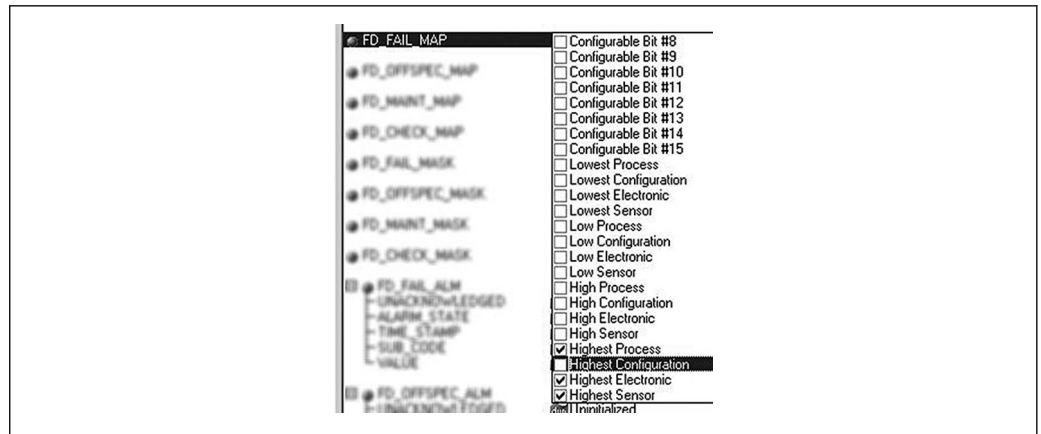 FD_FAIL_MAP
FD_OFFSPEC_MAP
FD_MAINT_MAP
FD_CHECK_MAP
FD_FAIL_MASK
FD_OFFSPEC_MASK
FD_MAINT_MASK
FD_CHECK_MASK
FD_FAIL_ALM
UNACKNOWLEDGED
ALARM_STATE
TIME_STAMP
SUB_CODE
VALUE
FD_OFFSPEC_ALM
UNACKNOWLEDGED
Configurable Bit #8
Configurable Bit #9
Configurable Bit #10
Configurable Bit #11
Configurable Bit #12
Configurable Bit #13
Configurable Bit #14
Configurable Bit #15
Lowest Process
Lowest Configuration
Lowest Electronic
Lowest Sensor
Low Process
Low Configuration
Low Electronic
Low Sensor
High Process
High Configuration
High Electronic
High Sensor
Highest Process
Highest Configuration
Highest Electronic
Highest Sensor
Uninitialized